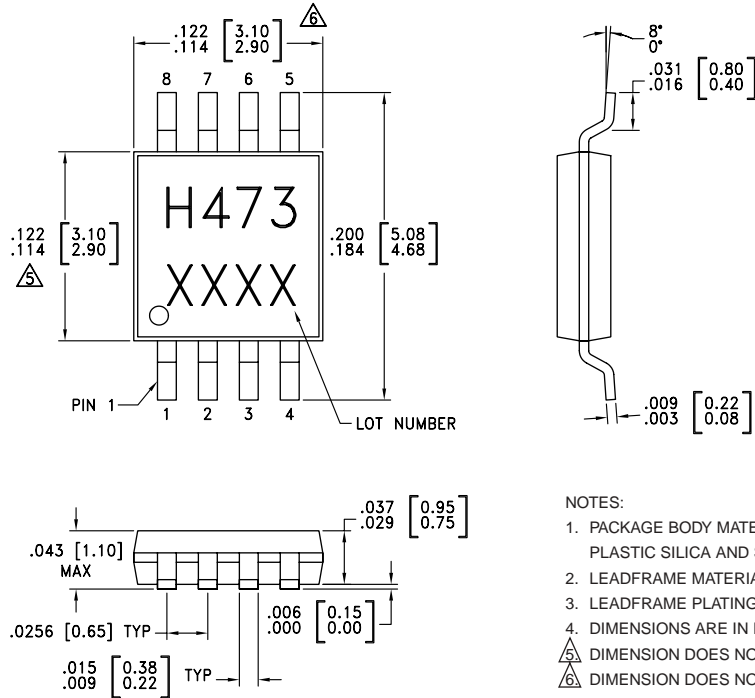 .122 [3.10]
.114 [2.90]
6
8 7 6 5
H473
XXXX
.122 [3.10]
.114 [2.90]
5
.200 [5.08]
.184 [4.68]
PIN 1
1 2 3 4
LOT NUMBER
8°
0°
.031 [0.80]
.016 [0.40]
.009 [0.22]
.003 [0.08]
.043 [1.10]
MAX
.037 [0.95]
.029 [0.75]
.0256 [0.65] TYP
.006 [0.15]
.000 [0.00]
.015 [0.38]
.009 [0.22] TYP
NOTES:
1. PACKAGE BODY MATE
PLASTIC SILICA AND
2. LEADFRAME MATERIA
3. LEADFRAME PLATING
4. DIMENSIONS ARE IN
5. DIMENSION DOES NO
6. DIMENSION DOES NO